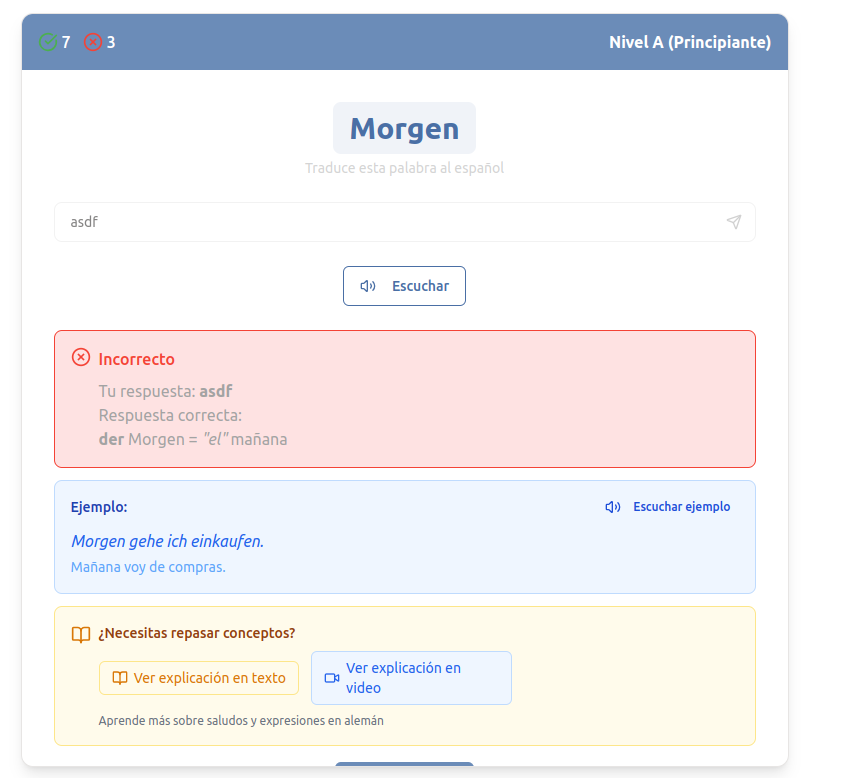 7 3 Nivel A (Principiante)
Morgen
Traduce esta palabra al español
asdf
Escuchar
Incorrecto
Tu respuesta: asdf
Respuesta correcta:
der Morgen = "el" mañana
Ejemplo: Escuchar ejemplo
Morgen gehe ich einkaufen.
Mañana voy de compras.
¿Necesitas repasar conceptos?
Ver explicación en texto
Ver explicación en
video
Aprende más sobre saludos y expresiones en alemán